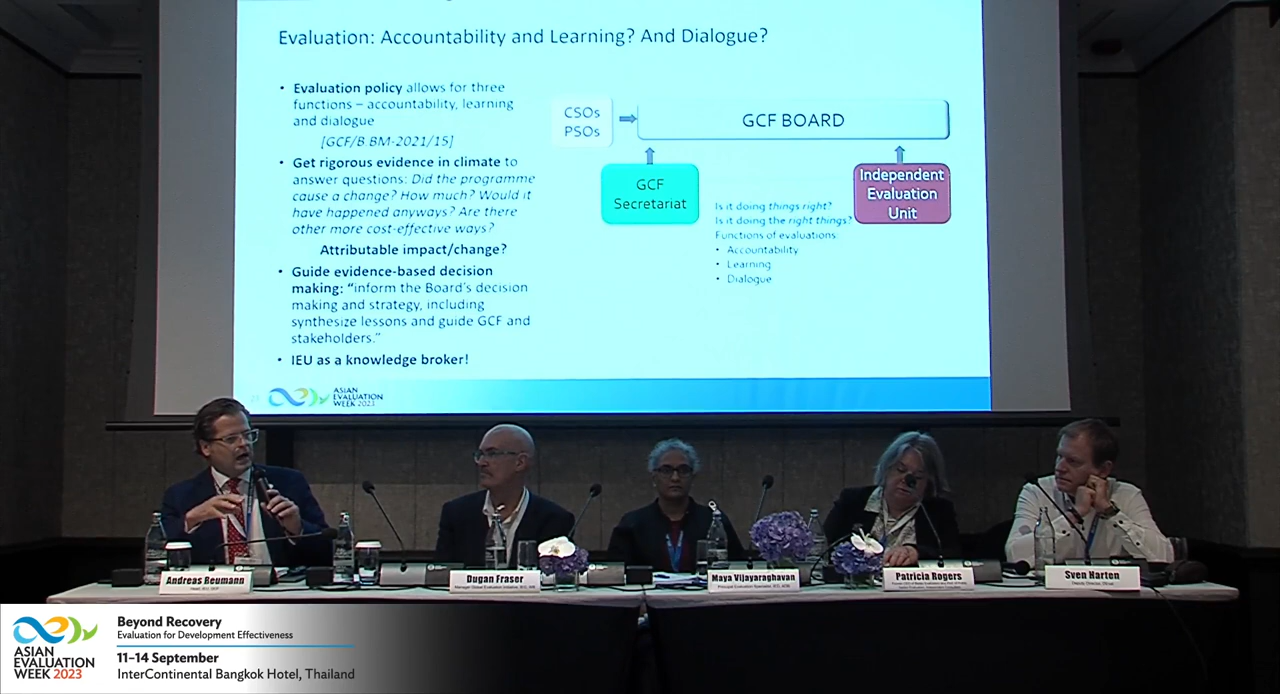 Evaluation: Accountability and Learning? And Dialogue?
• Evaluation policy allows for three
functions – accountability, learning
and dialogue
[GCF/B.BM-2021/15]
• Get rigorous evidence in climate to
answer questions: Did the programme
cause a change? How much? Would it
have happened anyways? Are there
other more cost-effective ways?
Attributable impact/change?
• Guide evidence-based decision
making: “inform the Board's decision
making and strategy, including
synthesize lessons and guide GCF and
stakeholders.”
• IEU as a knowledge broker!
CSOs
PSOs
GCF BOARD
GCF
Secretariat
Independent
Evaluation
Unit
Is it doing things right?
Is it doing the right things?
Functions of evaluations:
• Accountability
• Learning
• Dialogue
ASIAN
EVALUATION
WEEK 2023
Andreas Reumann
Dugan Fraser
Maya Vijayaraghavan
Patricia Rogers
Sven Harten
ASIAN
EVALUATION
WEEK 2023
Beyond Recovery
Evaluation for Development Effectiveness
11–14 September
InterContinental Bangkok Hotel, Thailand